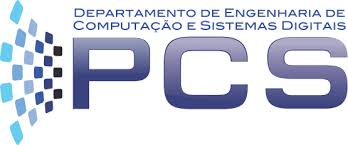 Departamento de Engenharia de
Computação e Sistemas Digitais
PCS